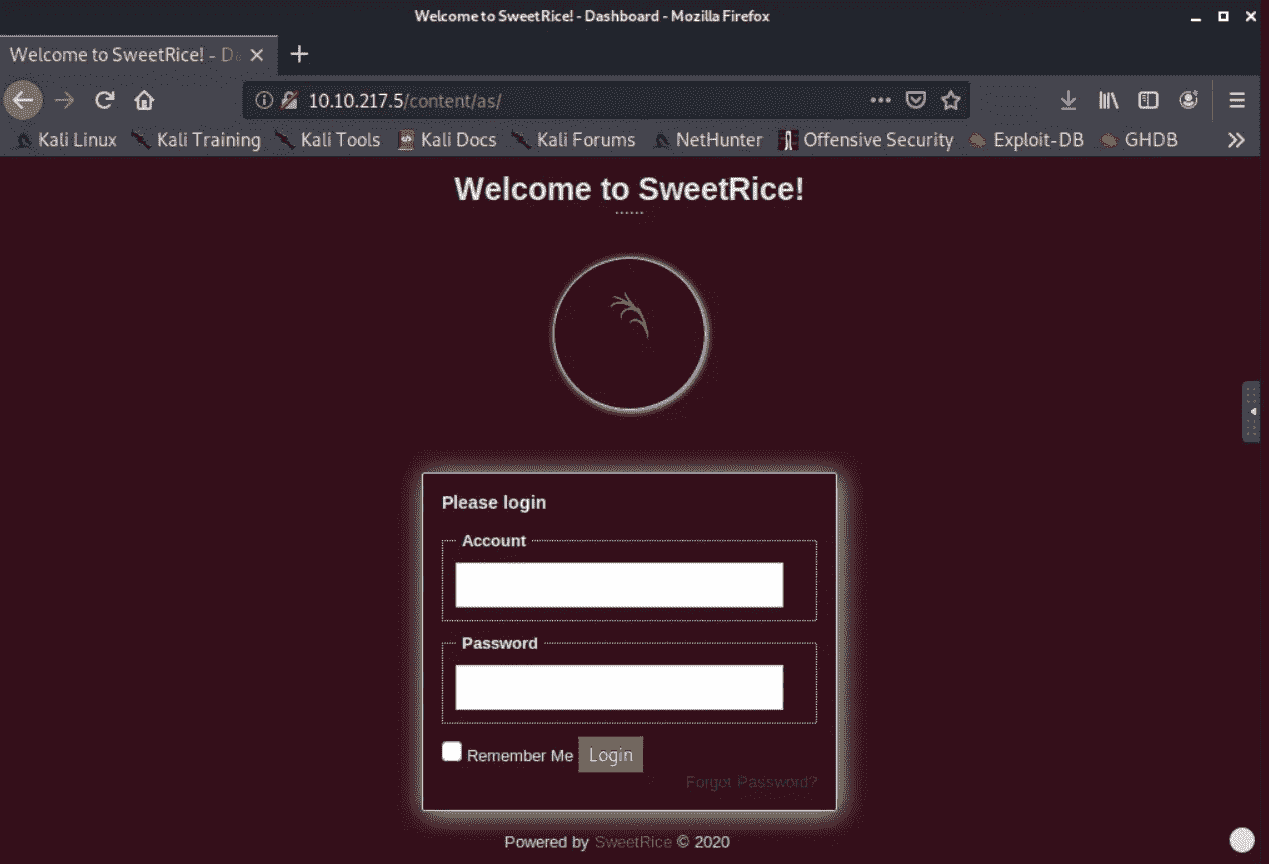 Welcome to SweetRice! - Dashboard - Mozilla Firefox
Welcome to SweetRice! - Da
10.10.217.5/content/as/
Kali Linux Kali Training Kali Tools Kali Docs Kali Forums NetHunter Offensive Security Exploit-DB GHDB
Welcome to SweetRice!
Please login
Account
Password
Remember Me Login
Forgot Password?
Powered by SweetRice © 2020